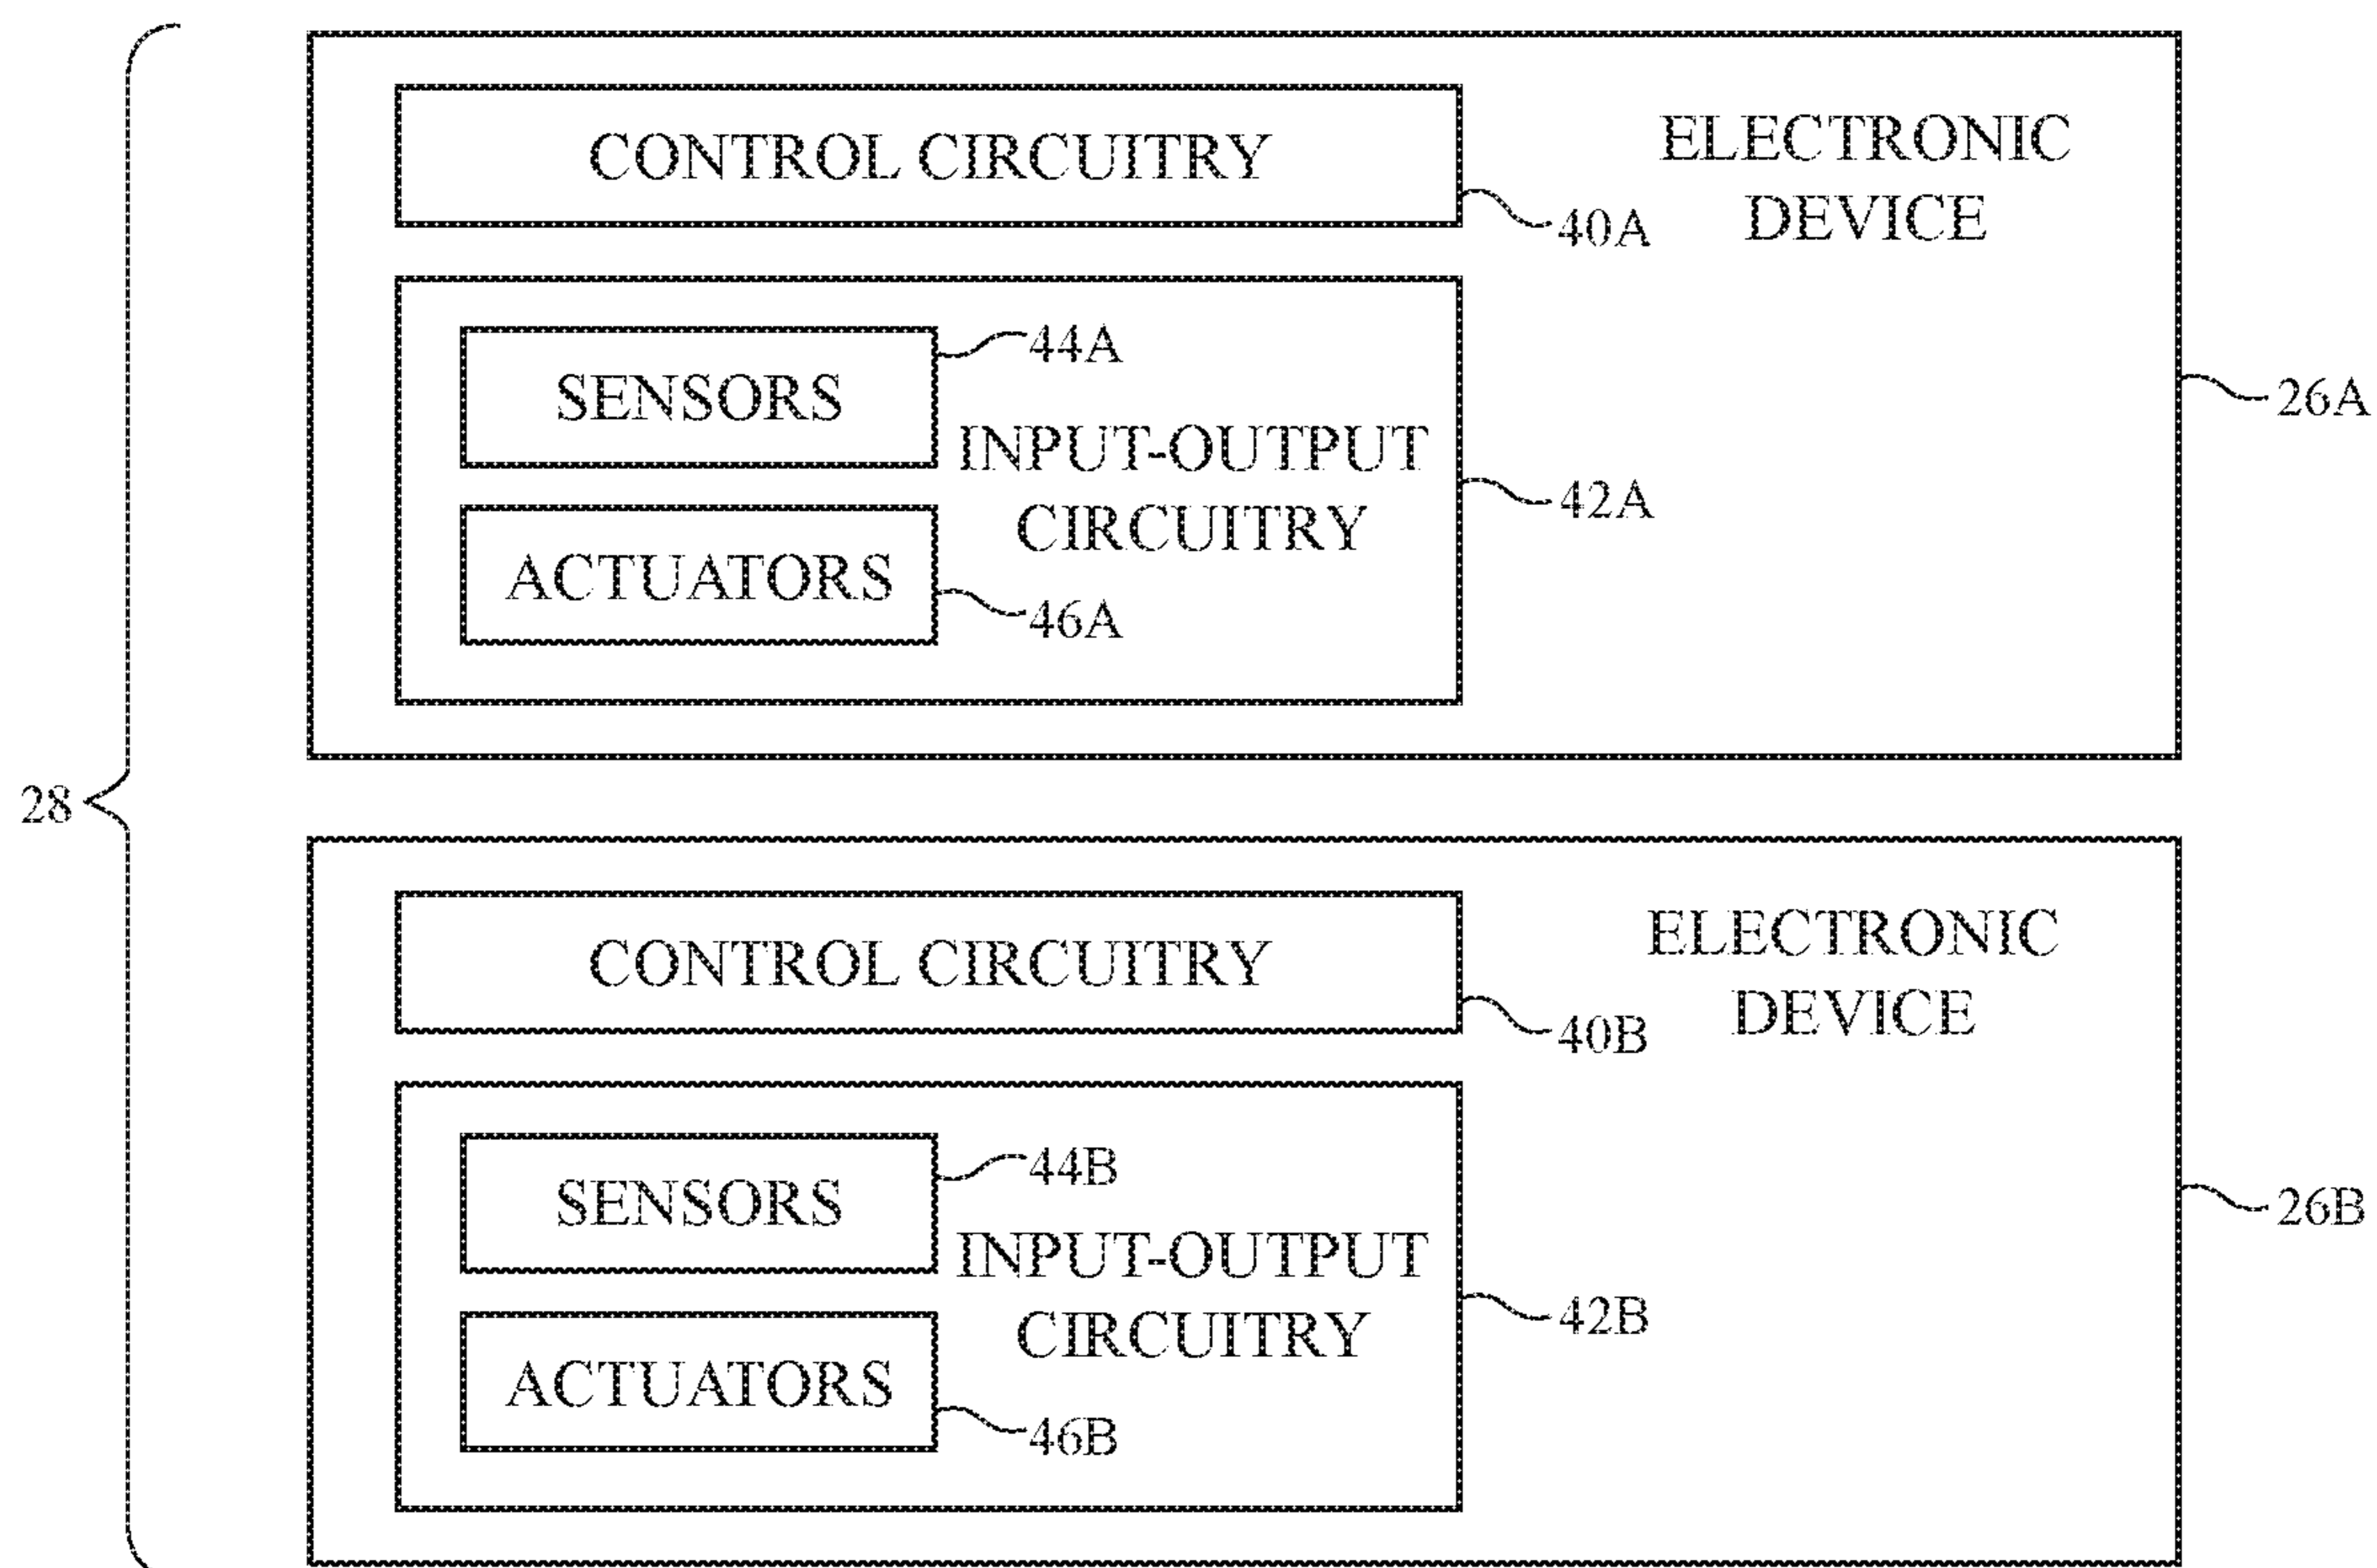 CONTROL CIRCUITRY
40A
ELECTRONIC
DEVICE
SENSORS
44A
INPUT-OUTPUT
CIRCUITRY
42A
ACTUATORS
46A
26A
28
CONTROL CIRCUITRY
40B
ELECTRONIC
DEVICE
SENSORS
44B
INPUT-OUTPUT
CIRCUITRY
42B
ACTUATORS
46B
26B